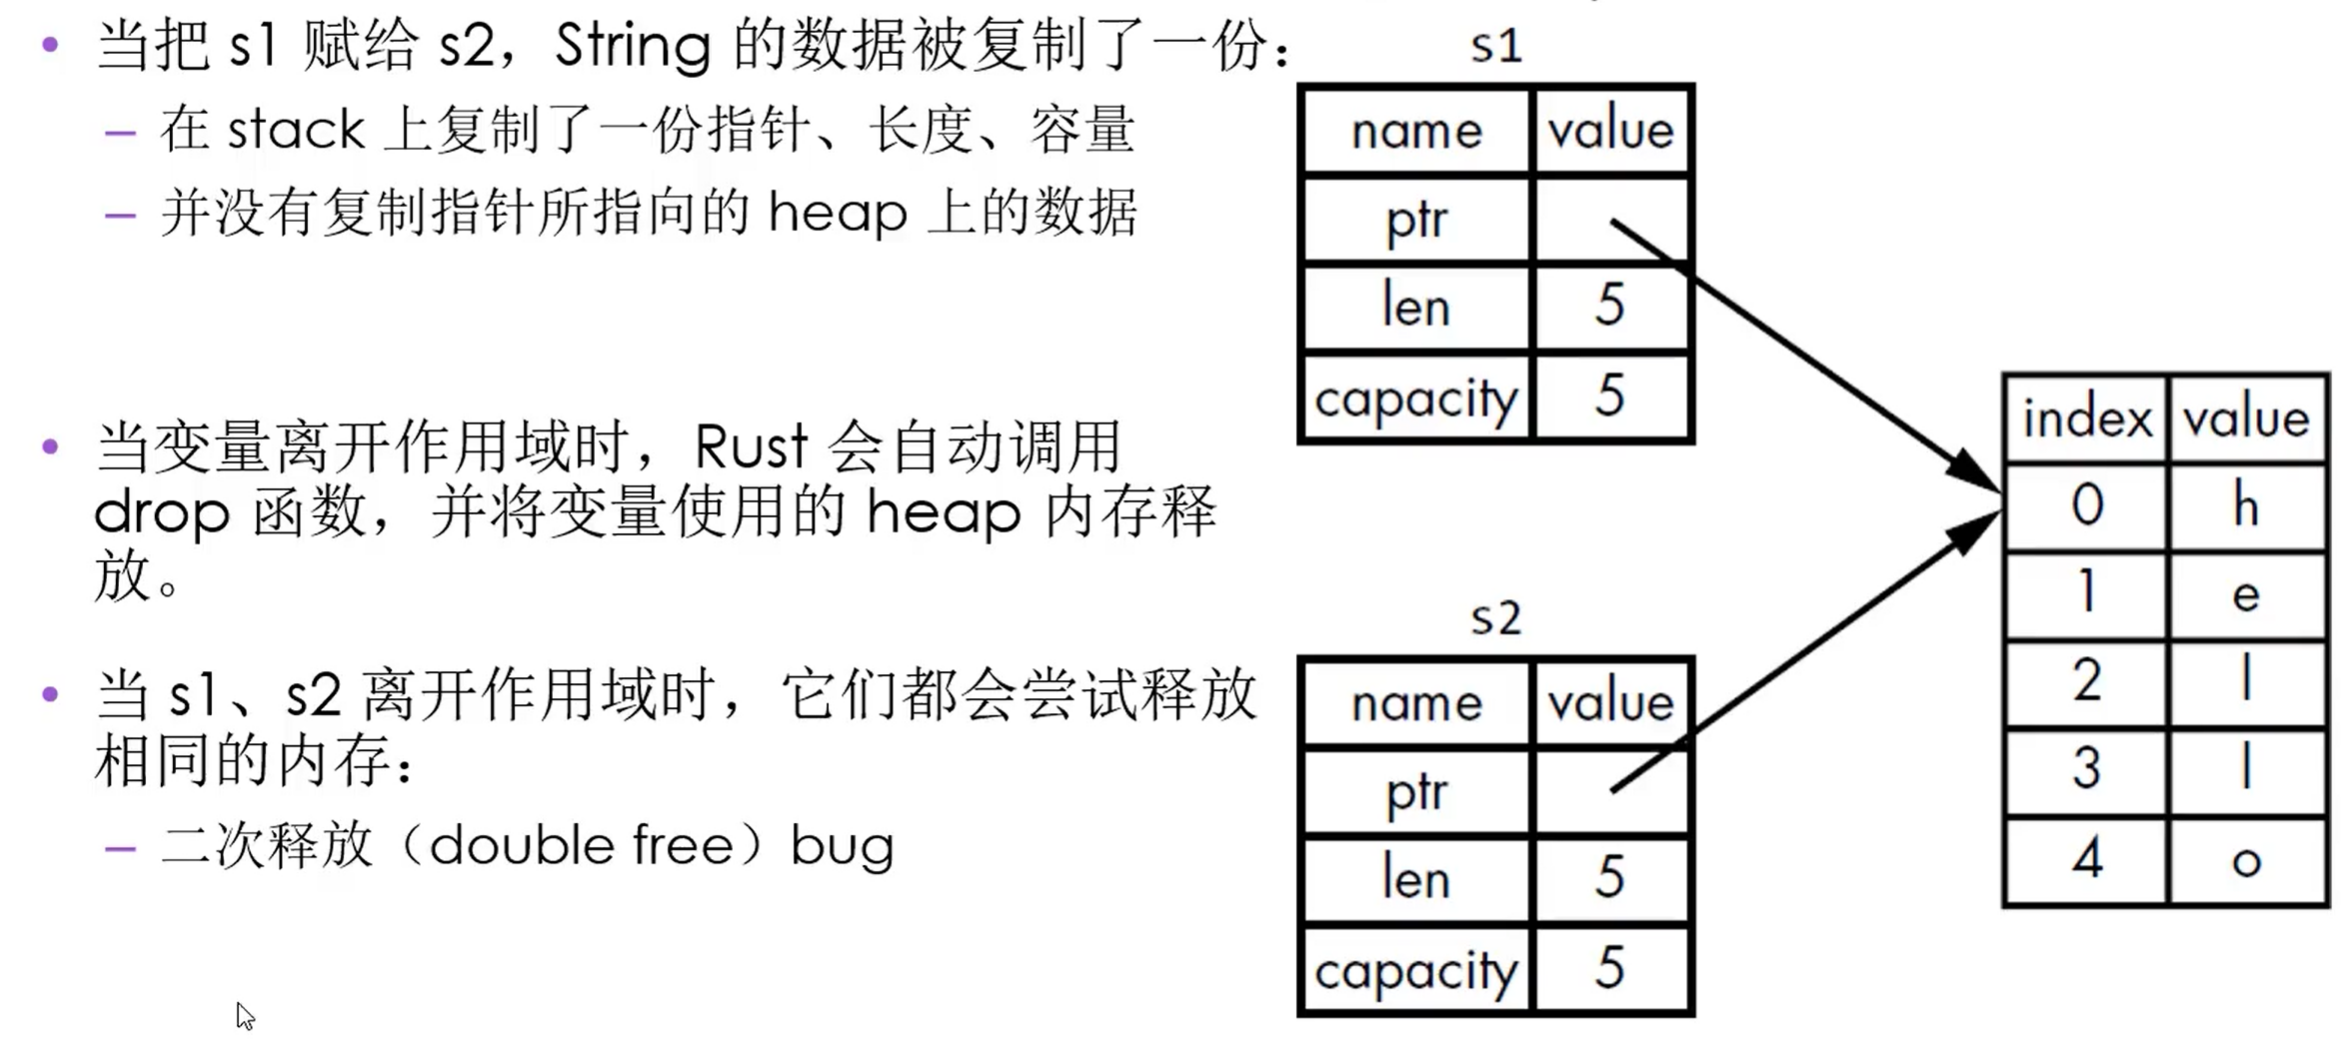 当把 s1 赋给 s2，String 的数据被复制了一份：
– 在 stack 上复制了一份指针、长度、容量
– 并没有复制指针所指向的 heap 上的数据
当变量离开作用域时，Rust 会自动调用
drop 函数，并将变量使用的 heap 内存释
放。
当 s1、s2 离开作用域时，它们都会尝试释放
相同的内存：
– 二次释放（double free）bug
s1
name value
ptr
len 5
capacity 5
s2
name value
ptr
len 5
capacity 5
index value
0 h
1 e
2 l
3 l
4 o